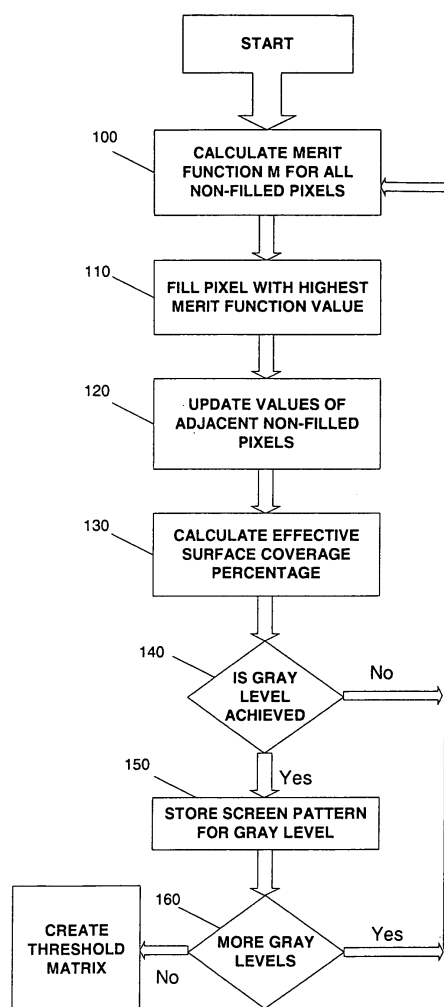 START
100
CALCULATE MERIT
FUNCTION M FOR ALL
NON-FILLED PIXELS
110
FILL PIXEL WITH HIGHEST
MERIT FUNCTION VALUE
120
UPDATE VALUES OF
ADJACENT NON-FILLED
PIXELS
130
CALCULATE EFFECTIVE
SURFACE COVERAGE
PERCENTAGE
140
IS GRAY
LEVEL
ACHIEVED
No
Yes
150
STORE SCREEN PATTERN
FOR GRAY LEVEL
160
MORE GRAY
LEVELS
Yes
No
CREATE
THRESHOLD
MATRIX